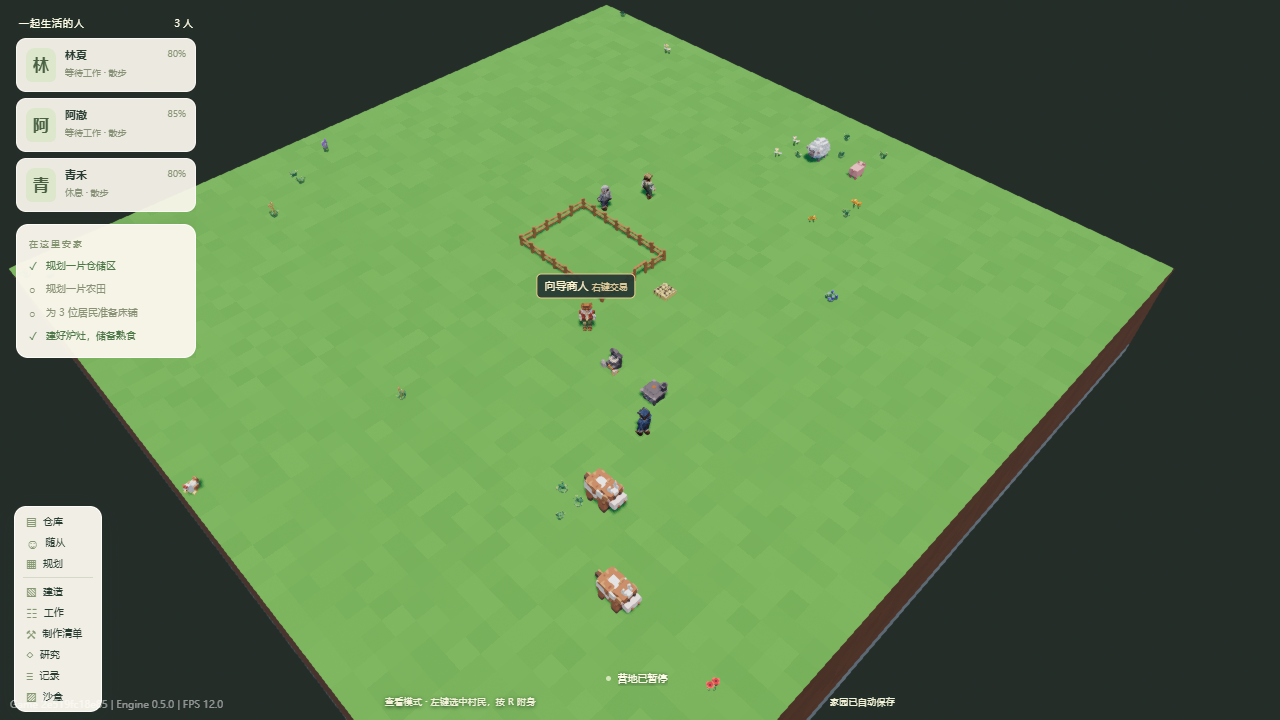 一起生活的人 3 人
林
林夏 80%
等待工作 · 散步
阿
阿澈 85%
等待工作 · 散步
青
青禾 80%
休息 · 散步
在这里安家
✓ 规划一片仓储区
○ 规划一片农田
○ 为 3 位居民准备床铺
✓ 建好炉灶，储备熟食
向导商人 右键交易
仓库
随从
规划
建造
工作
制作清单
研究
记录
沙盒
| Engine 0.5.0 | FPS 12.0
营地已暂停
查看模式 · 左键选中村民，按 R 附身
家园已自动保存